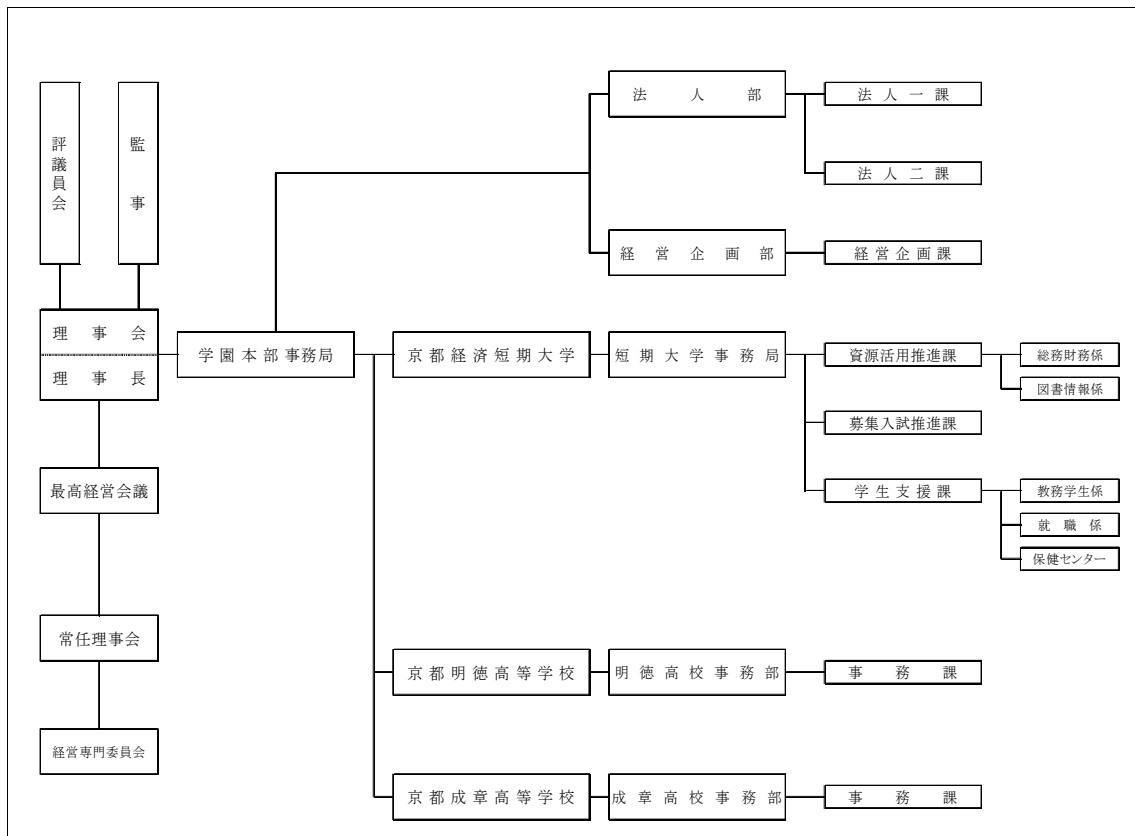 評議員会
監事
理事会
理事長
最高経営会議
常任理事会
経営専門委員会
学園本部事務局
法人部
法人一課
法人二課
経営企画部
経営企画課
京都経済短期大学
短期大学事務局
資源活用推進課
総務財務係
図書情報係
募集入試推進課
学生支援課
教務学生係
就職係
保健センター
京都明徳高等学校
明徳高校事務部
事務課
京都成章高等学校
成章高校事務部
事務課